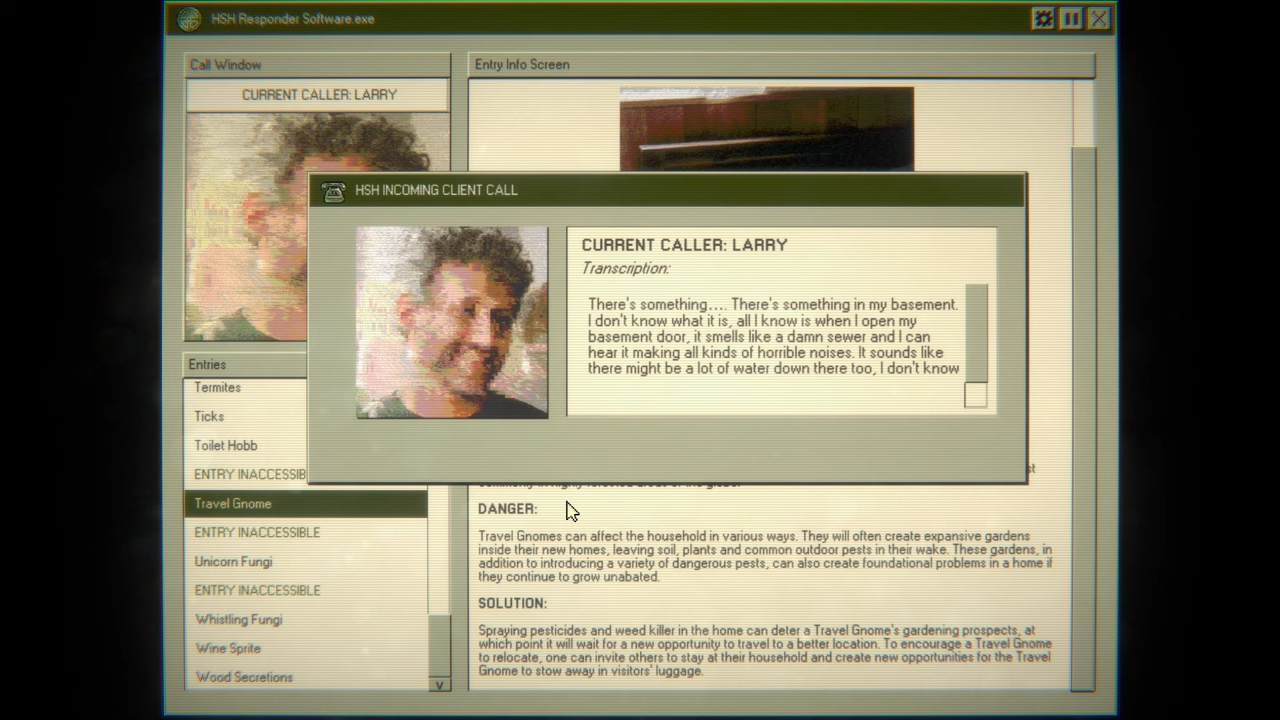 HSH Responder Software.exe
Call Window
CURRENT CALLER: LARRY
Entries
Termites
Ticks
Toilet Hobb
ENTRY INACCESSIB
Travel Gnome
ENTRY INACCESSIBLE
Unicorn Fungi
ENTRY INACCESSIBLE
Whistling Fungi
Wine Sprite
Wood Secretions
v
Entry Info Screen
HSH INCOMING CLIENT CALL
CURRENT CALLER: LARRY
Transcription:
There's something.... There's something in my basement.
I don't know what it is, all I know is when I open my
basement door, it smells like a damn sewer and I can
hear it making all kinds of horrible noises. It sounds like
there might be a lot of water down there too, I don't know
DANGER:
Travel Gnomes can affect the household in various ways. They will often create expansive gardens
inside their new homes, leaving soil, plants and common outdoor pests in their wake. These gardens, in
addition to introducing a variety of dangerous pests, can also create foundational problems in a home if
they continue to grow unabated.
SOLUTION:
Spraying pesticides and weed killer in the home can deter a Travel Gnome's gardening prospects, at
which point it will wait for a new opportunity to travel to a better location. To encourage a Travel Gnome
to relocate, one can invite others to stay at their household and create new opportunities for the Travel
Gnome to stow away in visitors' luggage.